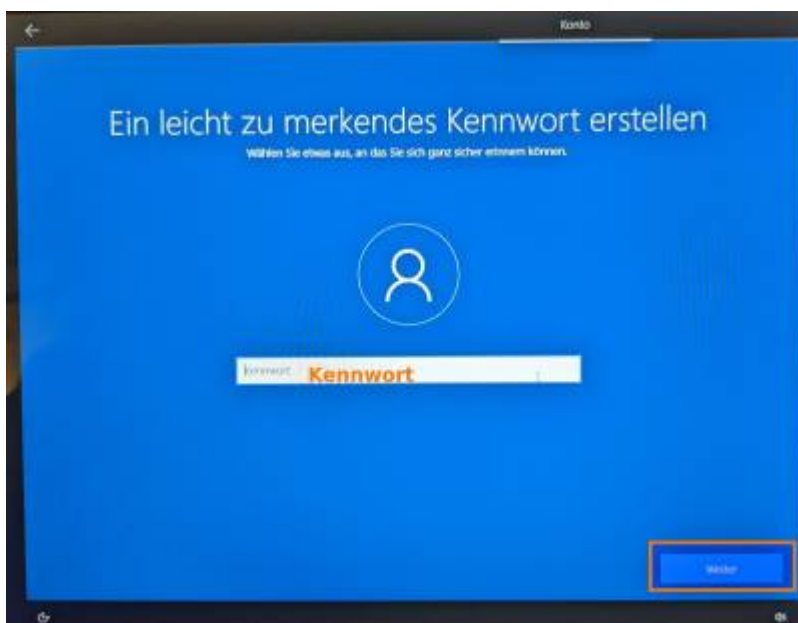 Konto
Ein leicht zu merkendes Kennwort erstellen
Wählen Sie etwas aus, an das Sie sich ganz sicher erinnern können.
Kennwort
Kennwort
Weiter